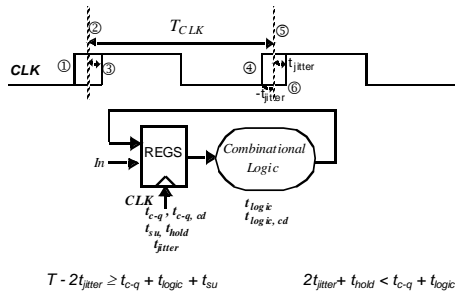 ② T_CLK ⑤
CLK ① ③ ④ t_jitter
-t_jitter ⑥
In REGS Combinational
Logic
CLK
t_c-q, t_c-q, cd t_logic
t_su, t_hold t_logic, cd
t_jitter
T - 2t_jitter ≥ t_c-q + t_logic + t_su 2t_jitter + t_hold < t_c-q + t_logic